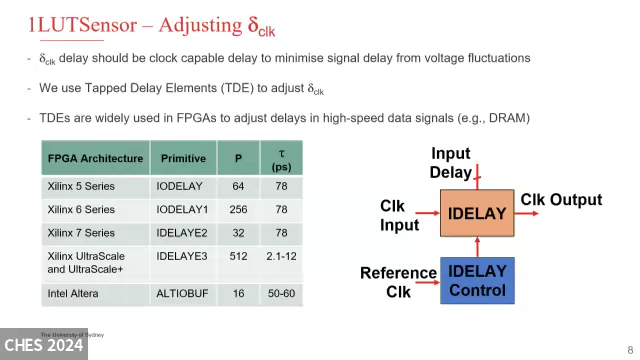 1LUTSensor – Adjusting δclk
- δclk delay should be clock capable delay to minimise signal delay from voltage fluctuations
- We use Tapped Delay Elements (TDE) to adjust δclk
- TDEs are widely used in FPGAs to adjust delays in high-speed data signals (e.g., DRAM)
FPGA Architecture Primitive P τ (ps)
Xilinx 5 Series IODELAY 64 78
Xilinx 6 Series IODELAY1 256 78
Xilinx 7 Series IDELAYE2 32 78
Xilinx UltraScale and UltraScale+ IDELAYE3 512 2.1-12
Intel Altera ALTIOBUF 16 50-60
Input
Delay
Clk
Input
IDELAY
Clk Output
Reference
Clk
IDELAY
Control
The University of Sydney
CHES 2024
8